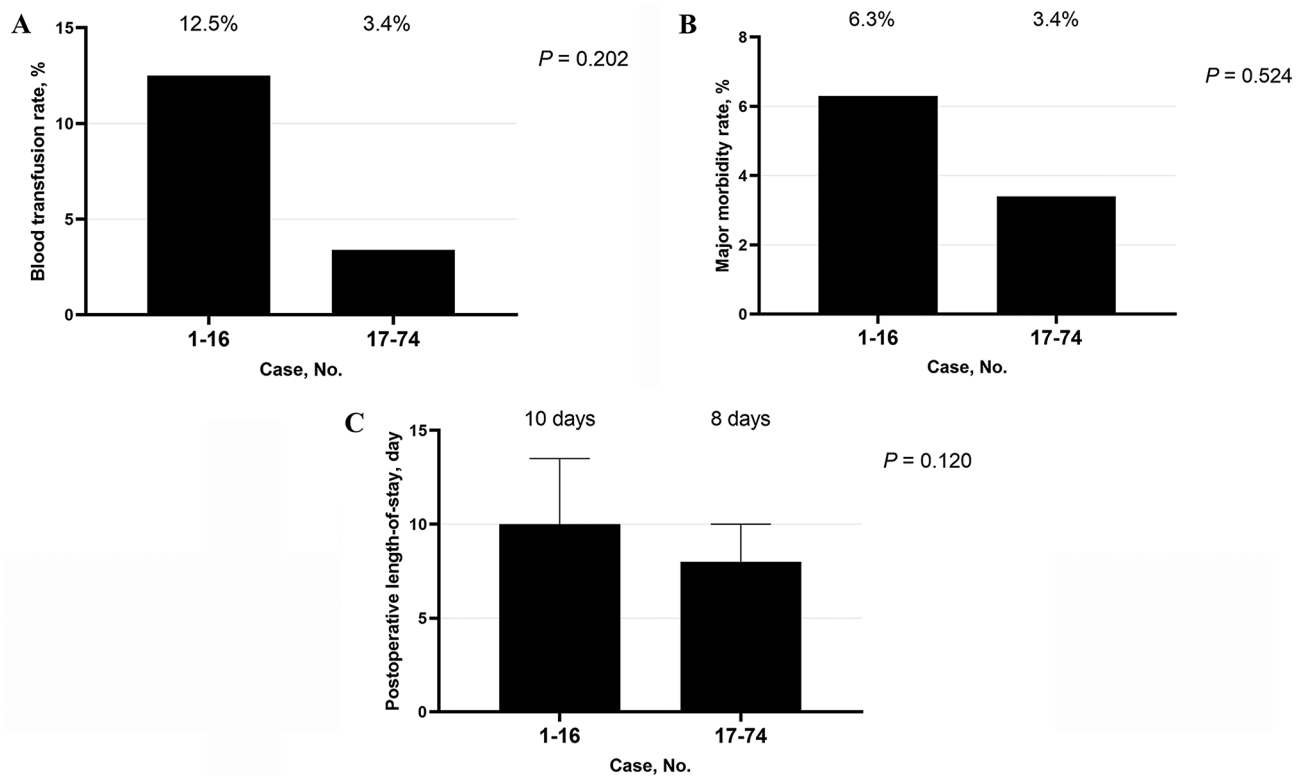 A
12.5%
3.4%
P = 0.202
Blood transfusion rate, %
15
10
5
0
1-16
17-74
Case, No.
B
6.3%
3.4%
P = 0.524
Major morbidity rate, %
8
6
4
2
0
1-16
17-74
Case, No.
C
10 days
8 days
P = 0.120
Postoperative length-of-stay, day
15
10
5
0
1-16
17-74
Case, No.